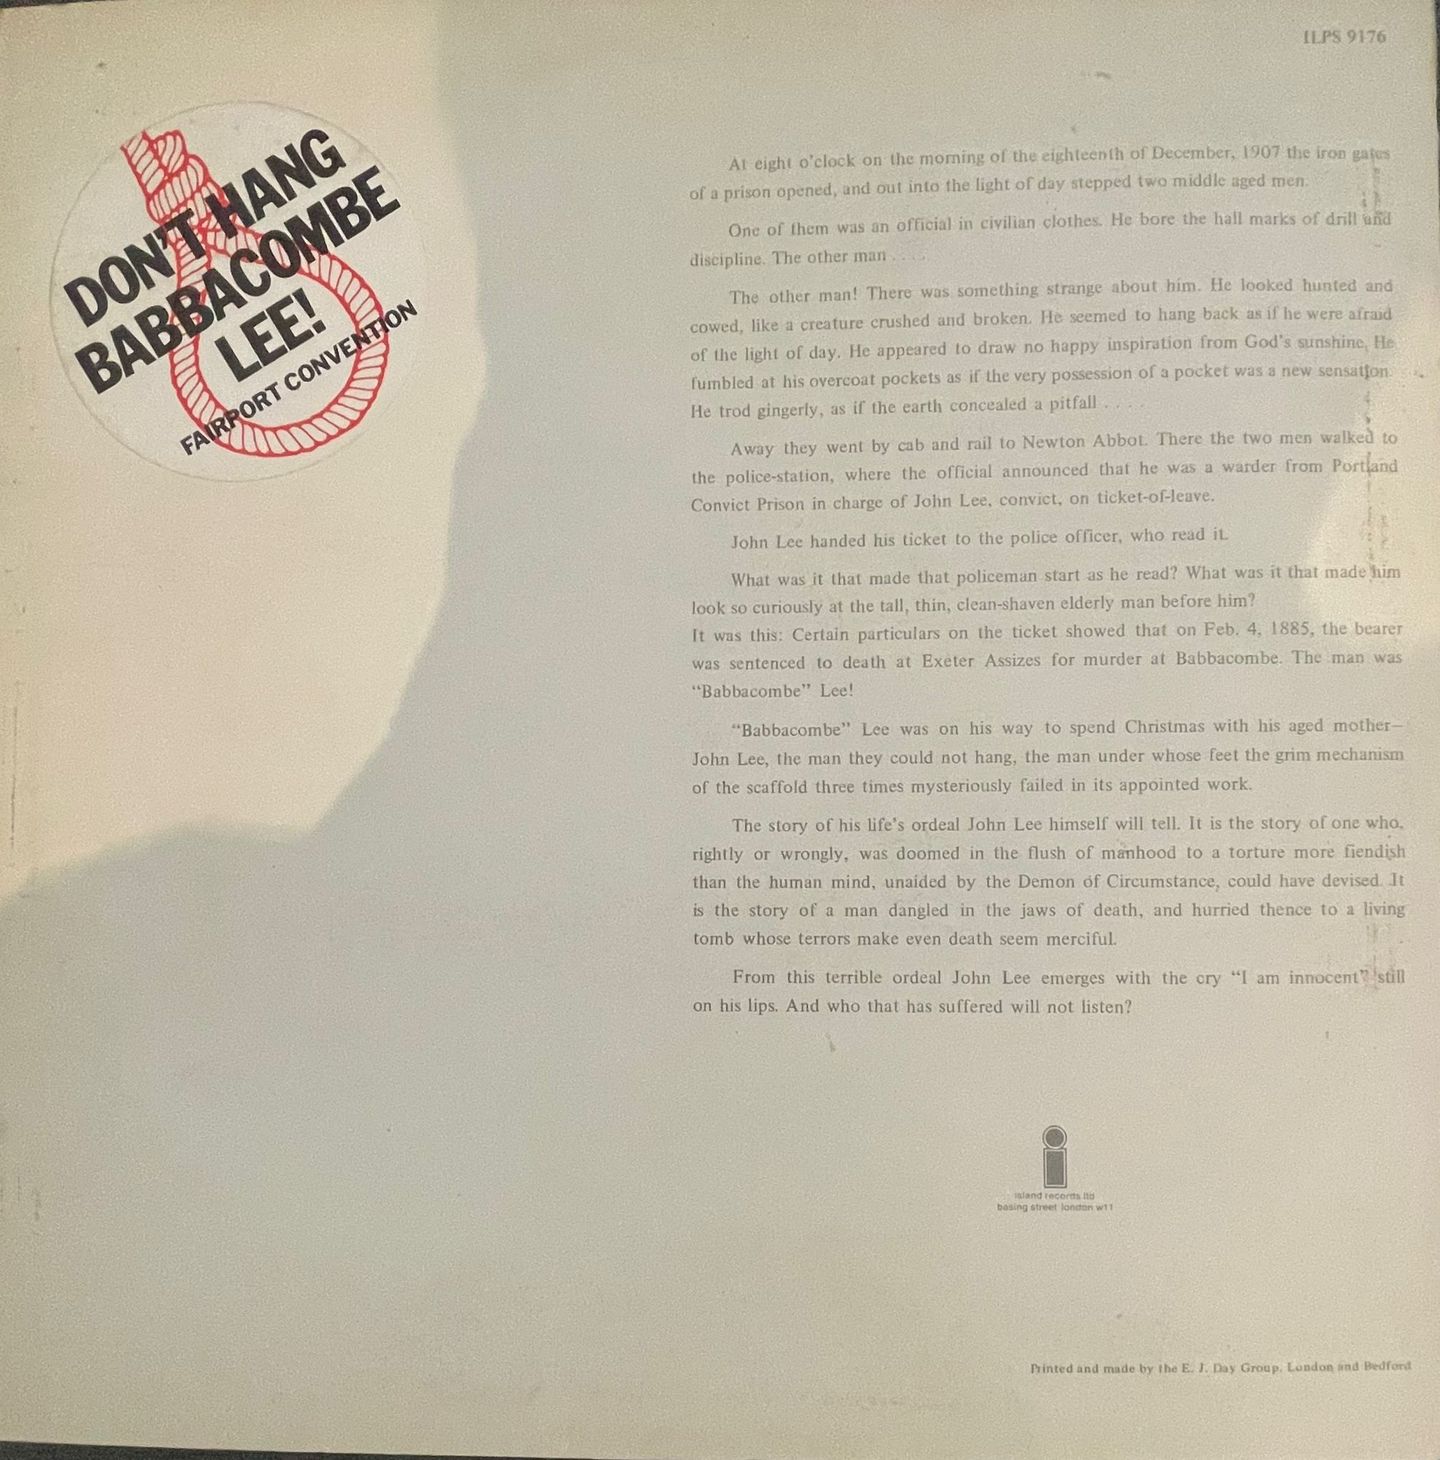 ILPS 9176
DON'T HANG
BABBACOMBE
LEE!
FAIRPORT CONVENTION
At eight o'clock on the morning of the eighteenth of December, 1907 the iron gates
of a prison opened, and out into the light of day stepped two middle aged men.
One of them was an official in civilian clothes. He bore the hall marks of drill and
discipline. The other man . . . .
The other man! There was something strange about him. He looked hunted and
cowed, like a creature crushed and broken. He seemed to hang back as if he were afraid
of the light of day. He appeared to draw no happy inspiration from God's sunshine. He
fumbled at his overcoat pockets as if the very possession of a pocket was a new sensation.
He trod gingerly, as if the earth concealed a pitfall . . .
Away they went by cab and rail to Newton Abbot. There the two men walked to
the police-station, where the official announced that he was a warder from Portland
Convict Prison in charge of John Lee, convict, on ticket-of-leave.
John Lee handed his ticket to the police officer, who read it.
What was it that made that policeman start as he read? What was it that made him
look so curiously at the tall, thin, clean-shaven elderly man before him?
It was this: Certain particulars on the ticket showed that on Feb. 4, 1885, the bearer
was sentenced to death at Exeter Assizes for murder at Babbacombe. The man was
"Babbacombe" Lee!
"Babbacombe" Lee was on his way to spend Christmas with his aged mother–
John Lee, the man they could not hang, the man under whose feet the grim mechanism
of the scaffold three times mysteriously failed in its appointed work.
The story of his life's ordeal John Lee himself will tell. It is the story of one who,
rightly or wrongly, was doomed in the flush of manhood to a torture more fiendish
than the human mind, unaided by the Demon of Circumstance, could have devised. It
is the story of a man dangled in the jaws of death, and hurried thence to a living
tomb whose terrors make even death seem merciful.
From this terrible ordeal John Lee emerges with the cry "I am innocent" still
on his lips. And who that has suffered will not listen?
island records ltd
basing street london w11
Printed and made by the E. J. Day Group, London and Bedford